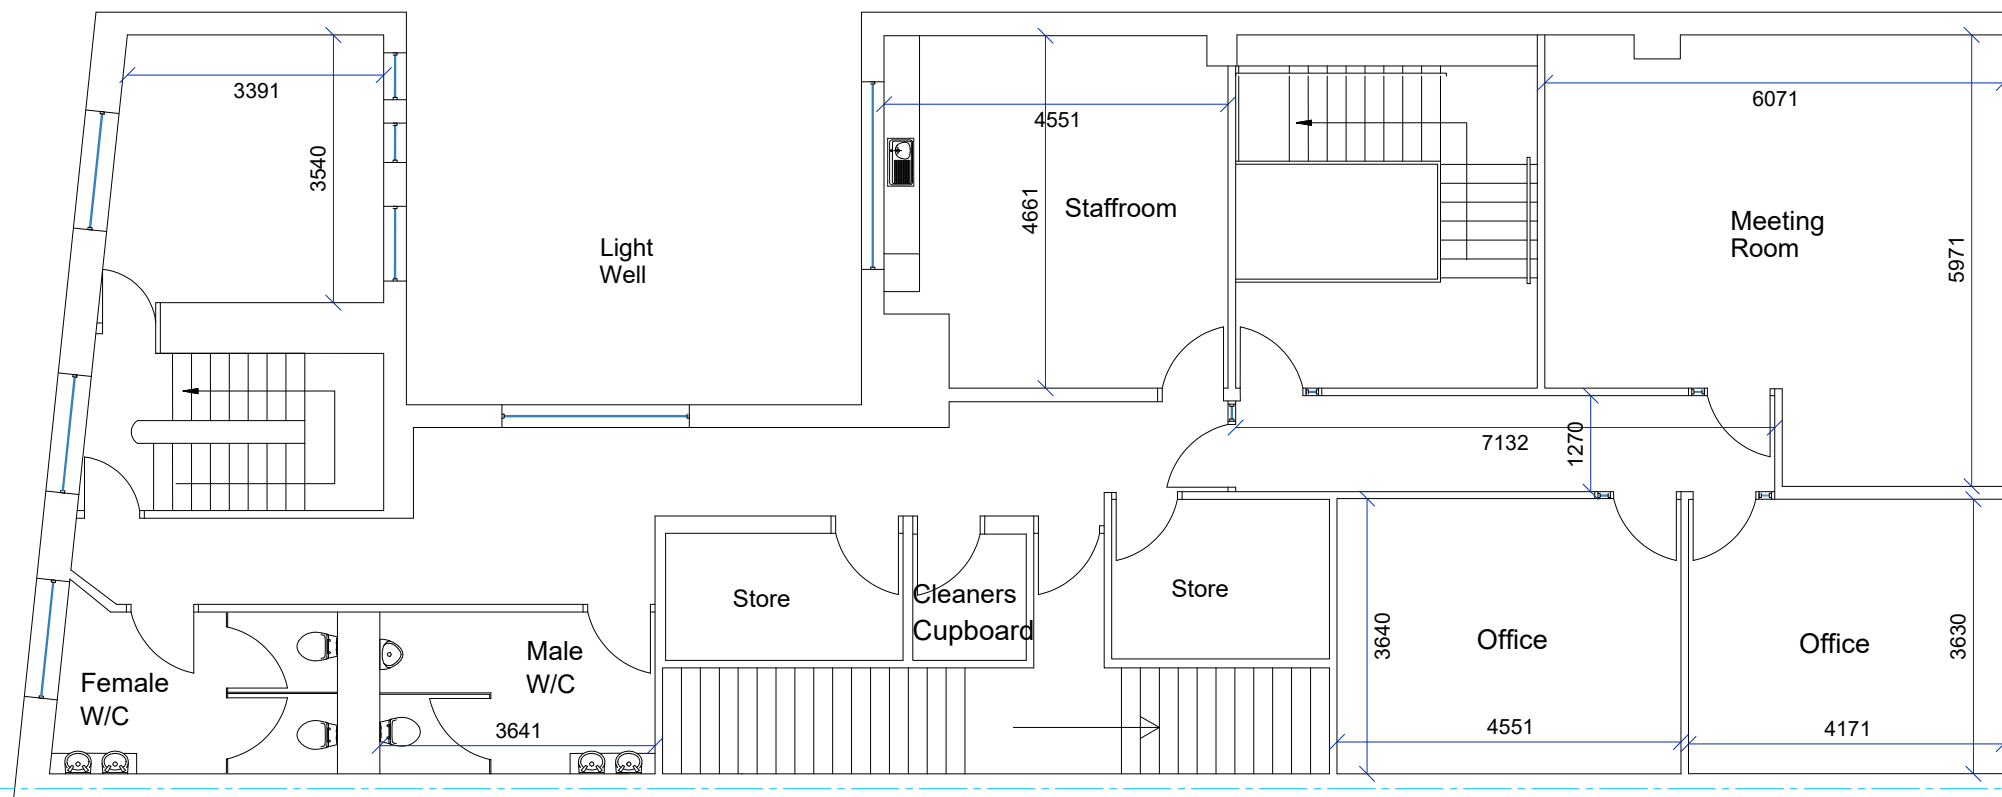 3391
3540
Light
Well
4551
4661
Staffroom
6071
Meeting
Room
5971
7132
1270
Store
Cleaners
Cupboard
Store
3640
Office
4551
Office
3630
4171
Female
W/C
Male
W/C
3641